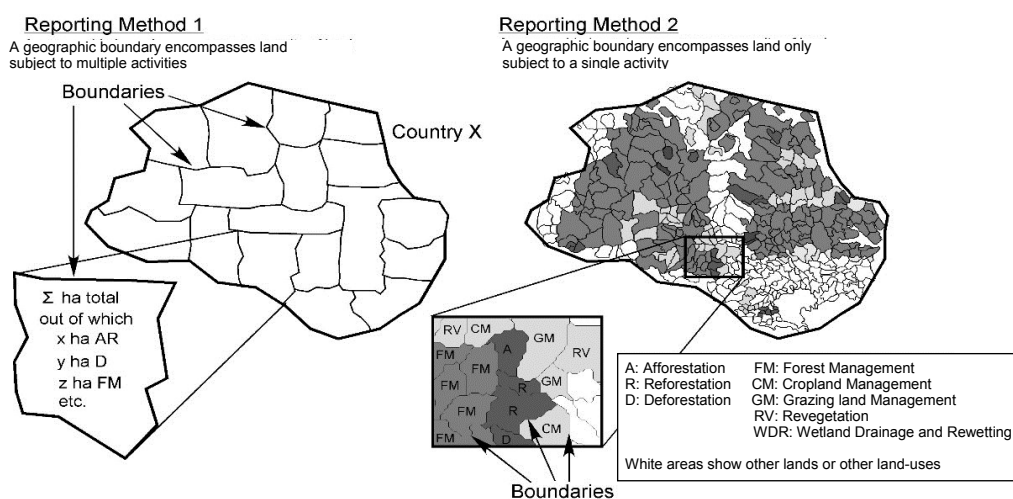 Reporting Method 1
A geographic boundary encompasses land
subject to multiple activities
Boundaries
Country X
Σ ha total
out of which
x ha AR
y ha D
z ha FM
etc.
Reporting Method 2
A geographic boundary encompasses land only
subject to a single activity
RV
CM
GM
A
RV
FM
FM
FM
GM
R
FM
FM
R
CM
FM
D
Boundaries
A: Afforestation
R: Reforestation
D: Deforestation
FM: Forest Management
CM: Cropland Management
GM: Grazing land Management
RV: Revegetation
WDR: Wetland Drainage and Rewetting
White areas show other lands or other land-uses